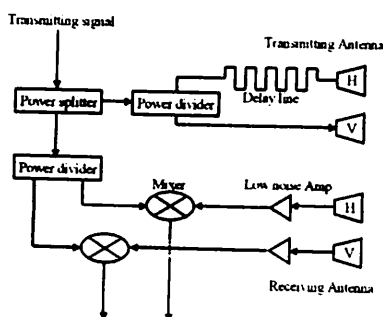 Transmitting signal
Transmitting Antenna
H
Power splitter
Power divider
Delay line
V
Power divider
Mixer
Low noise Amp
H
V
Receiving Antenna